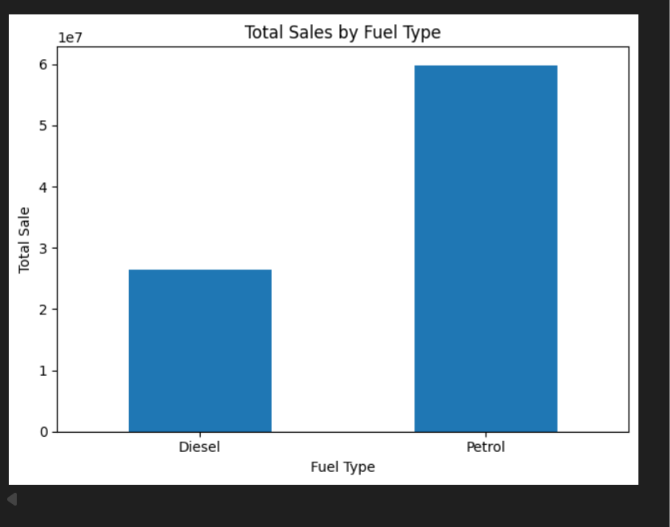 Total Sales by Fuel Type
1e7
6
5
4
3
2
1
0
Total Sale
Diesel
Petrol
Fuel Type